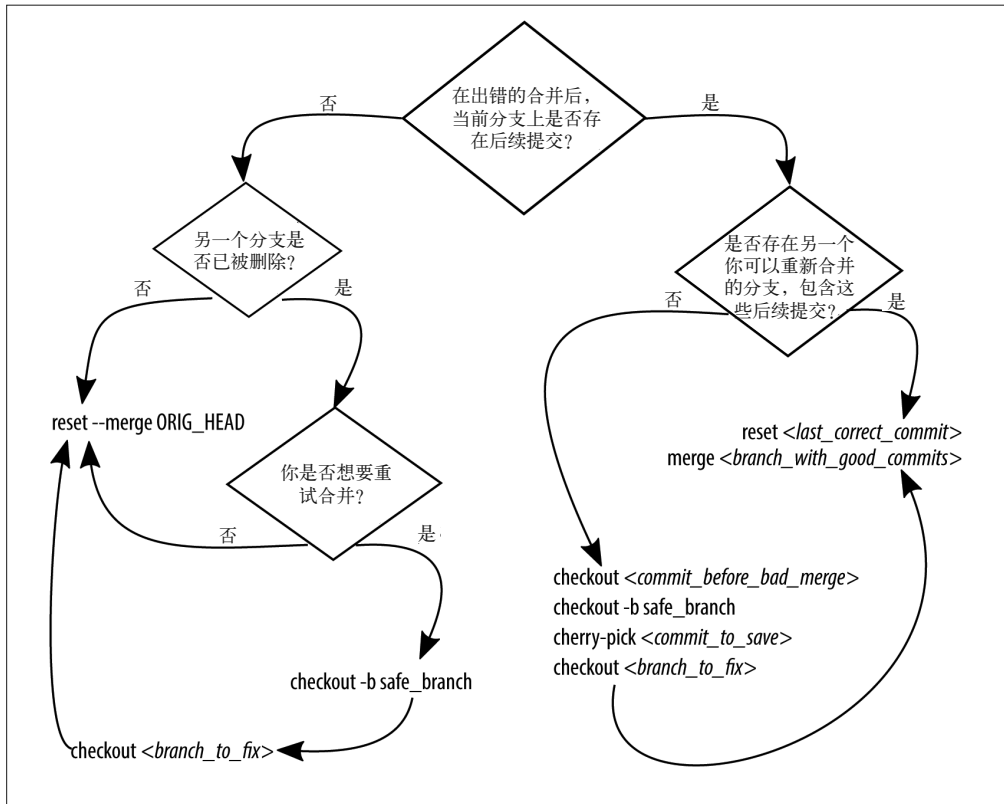 在出错的合并后，
当前分支上是否存
在后续提交？
否
是
另一个分支是
否已被删除？
否
是
是否存在另一个
你可以重新合并
的分支，包含这
些后续提交？
否
是
reset --merge ORIG_HEAD
reset <last_correct_commit>
merge <branch_with_good_commits>
你是否想要重
试合并？
否
是
checkout <commit_before_bad_merge>
checkout -b safe_branch
cherry-pick <commit_to_save>
checkout <branch_to_fix>
checkout -b safe_branch
checkout <branch_to_fix>